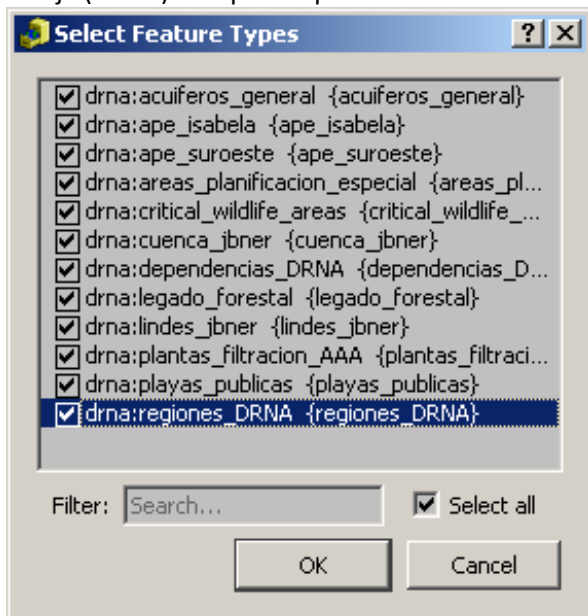 Select Feature Types
drna:acuiferos_general {acuiferos_general}
drna:ape_isabela {ape_isabela}
drna:ape_suroeste {ape_suroeste}
drna:areas_planificacion_especial {areas_pl...
drna:critical_wildlife_areas {critical_wildlife_...
drna:cuenca_jbner {cuenca_jbner}
drna:dependencias_DRNA {dependencias_D...
drna:legado_forestal {legado_forestal}
drna:lindes_jbner {lindes_jbner}
drna:plantas_filtracion_AAA {plantas_filtraci...
drna:playas_publicas {playas_publicas}
drna:regiones_DRNA {regiones_DRNA}
Filter: Search... Select all
OK Cancel